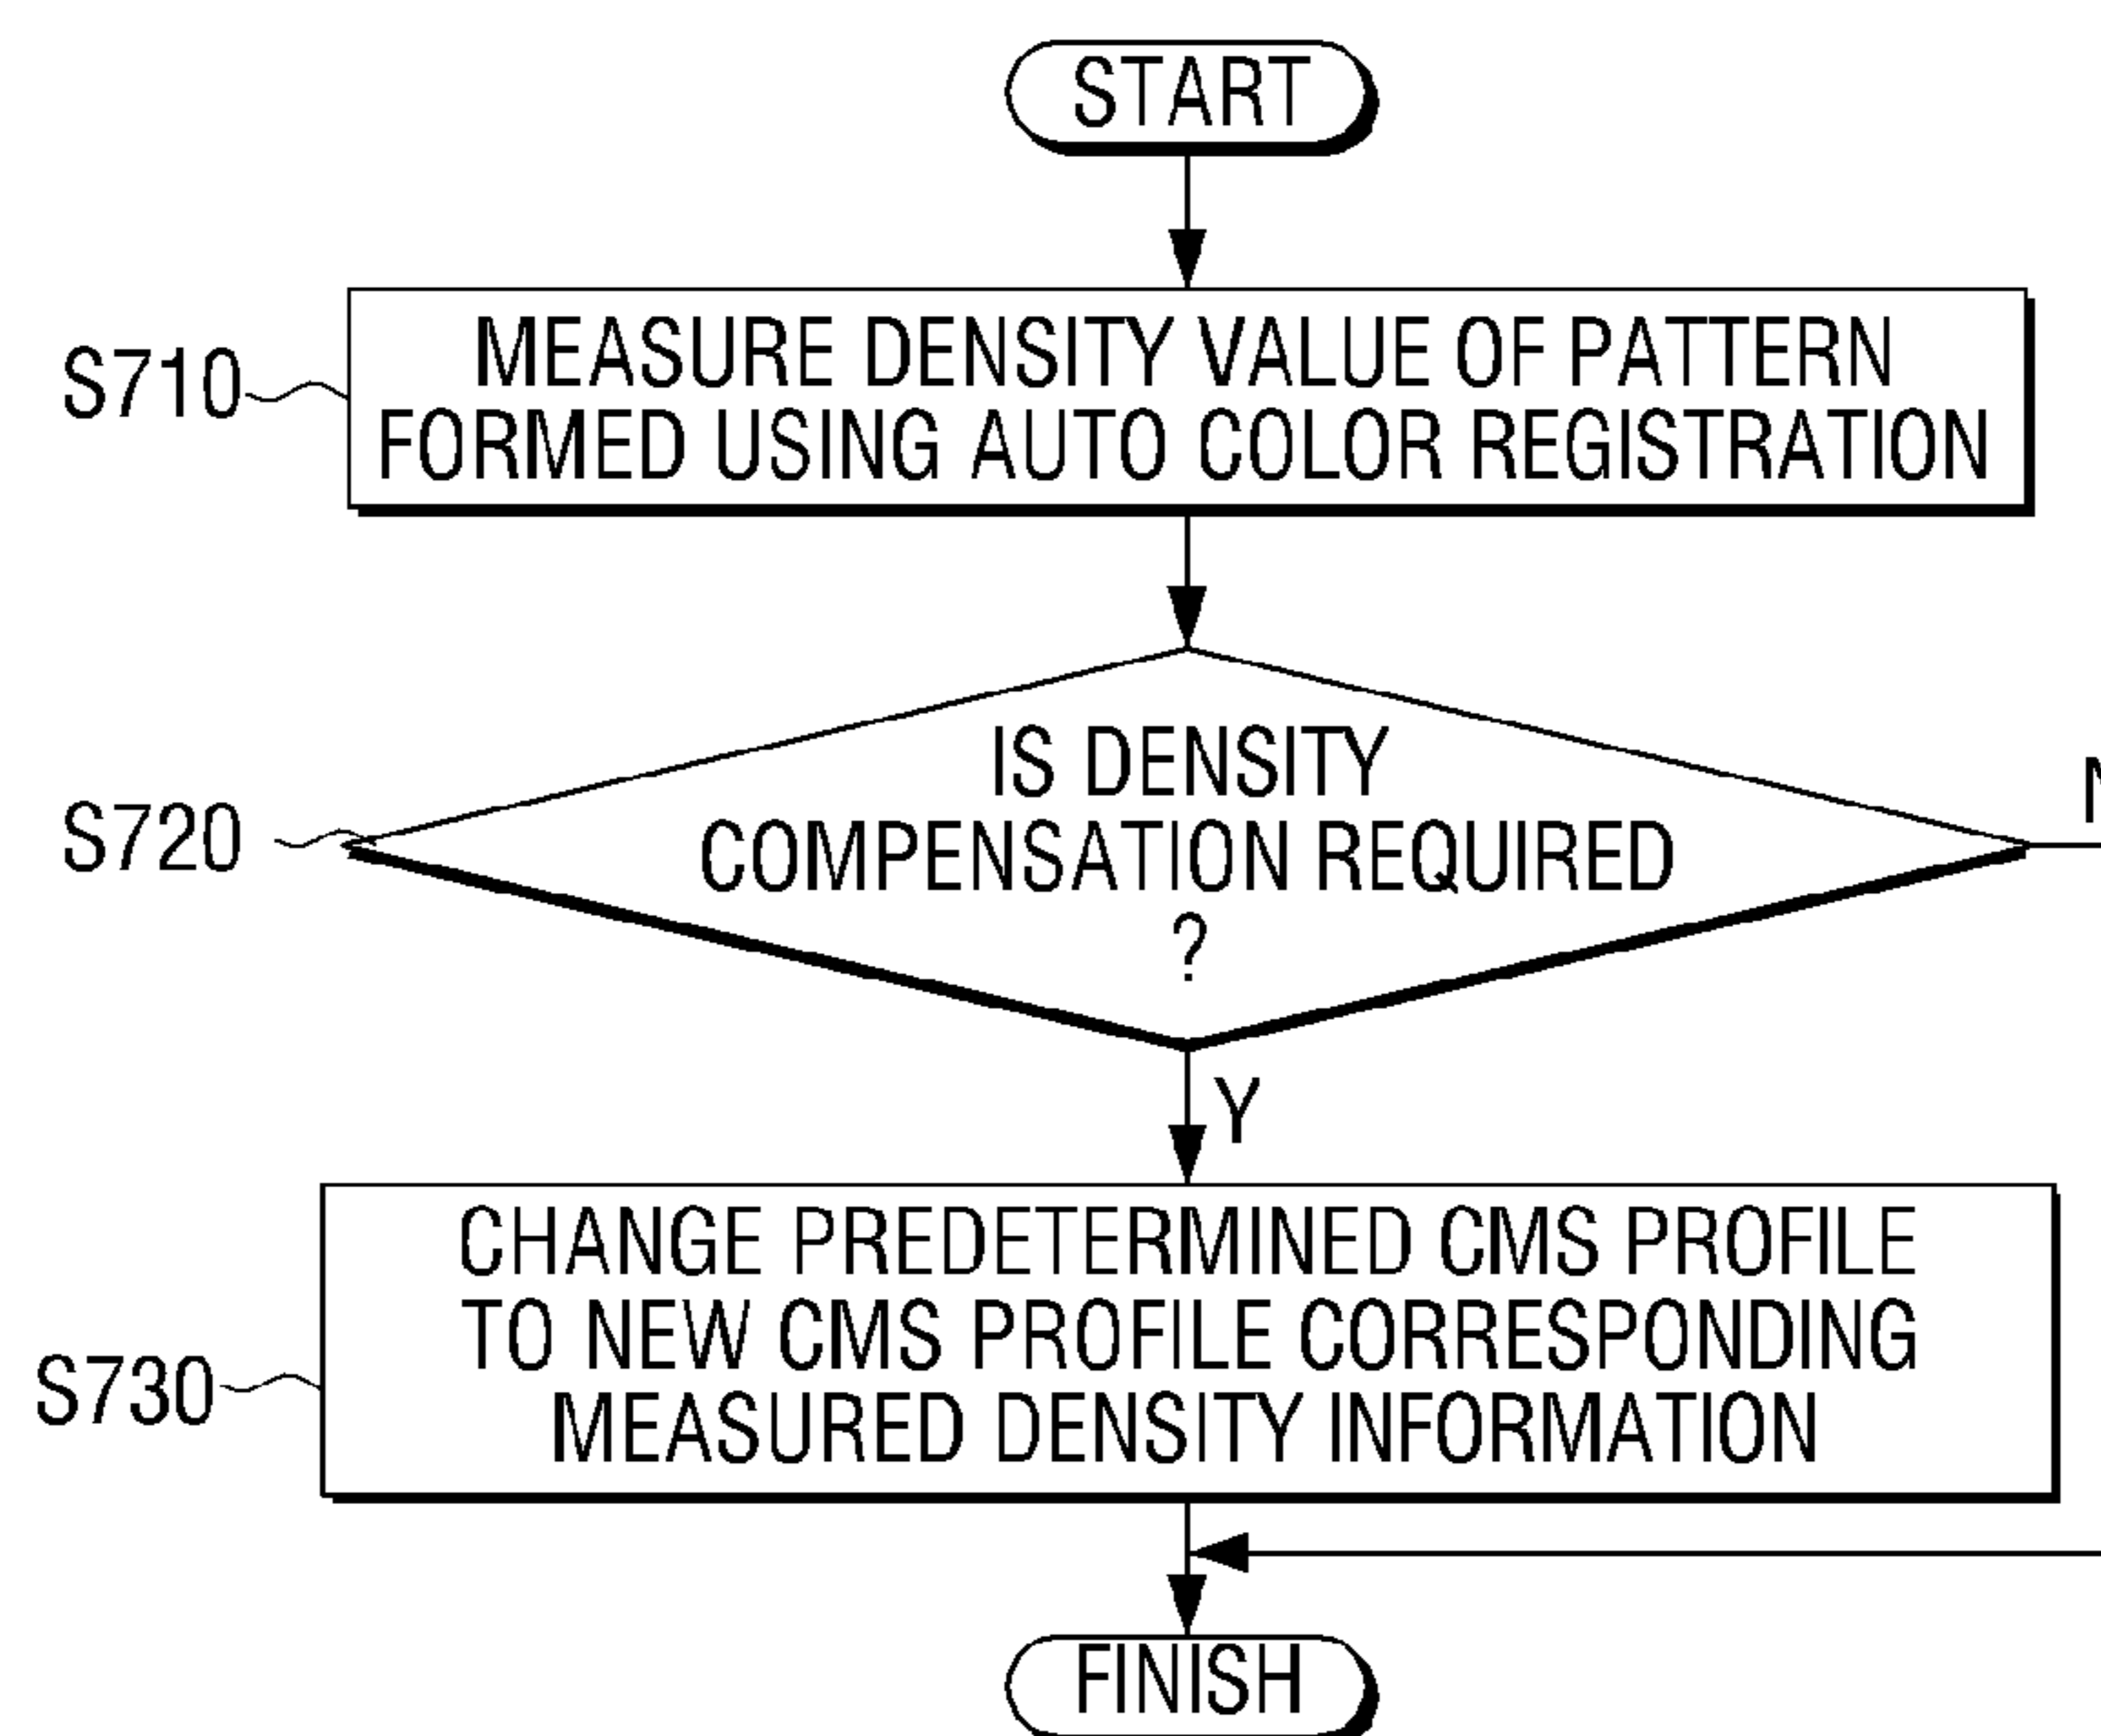 START
S710
MEASURE DENSITY VALUE OF PATTERN
FORMED USING AUTO COLOR REGISTRATION
S720
IS DENSITY
COMPENSATION REQUIRED
?
N
Y
S730
CHANGE PREDETERMINED CMS PROFILE
TO NEW CMS PROFILE CORRESPONDING
MEASURED DENSITY INFORMATION
FINISH